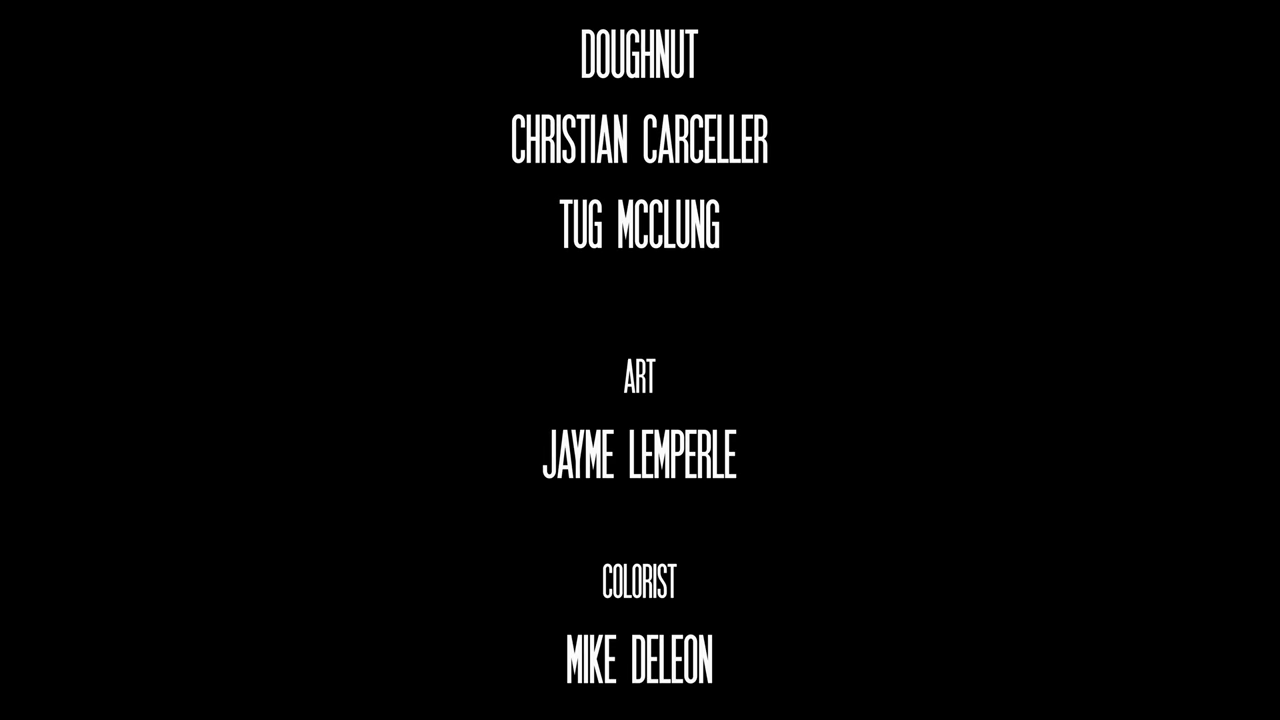 DOUGHNUT
CHRISTIAN CARCELLER
TUG MCCLUNG
ART
JAYME LEMPERLE
COLORIST
MIKE DELEON